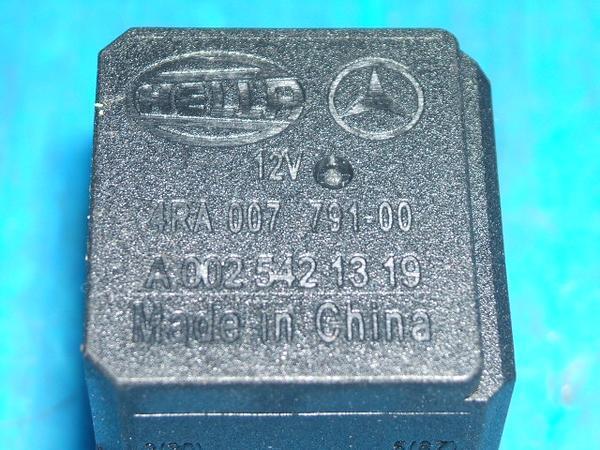 HELLA
12V
4RA 007 791-00
A 002 542 13 19
Made in China